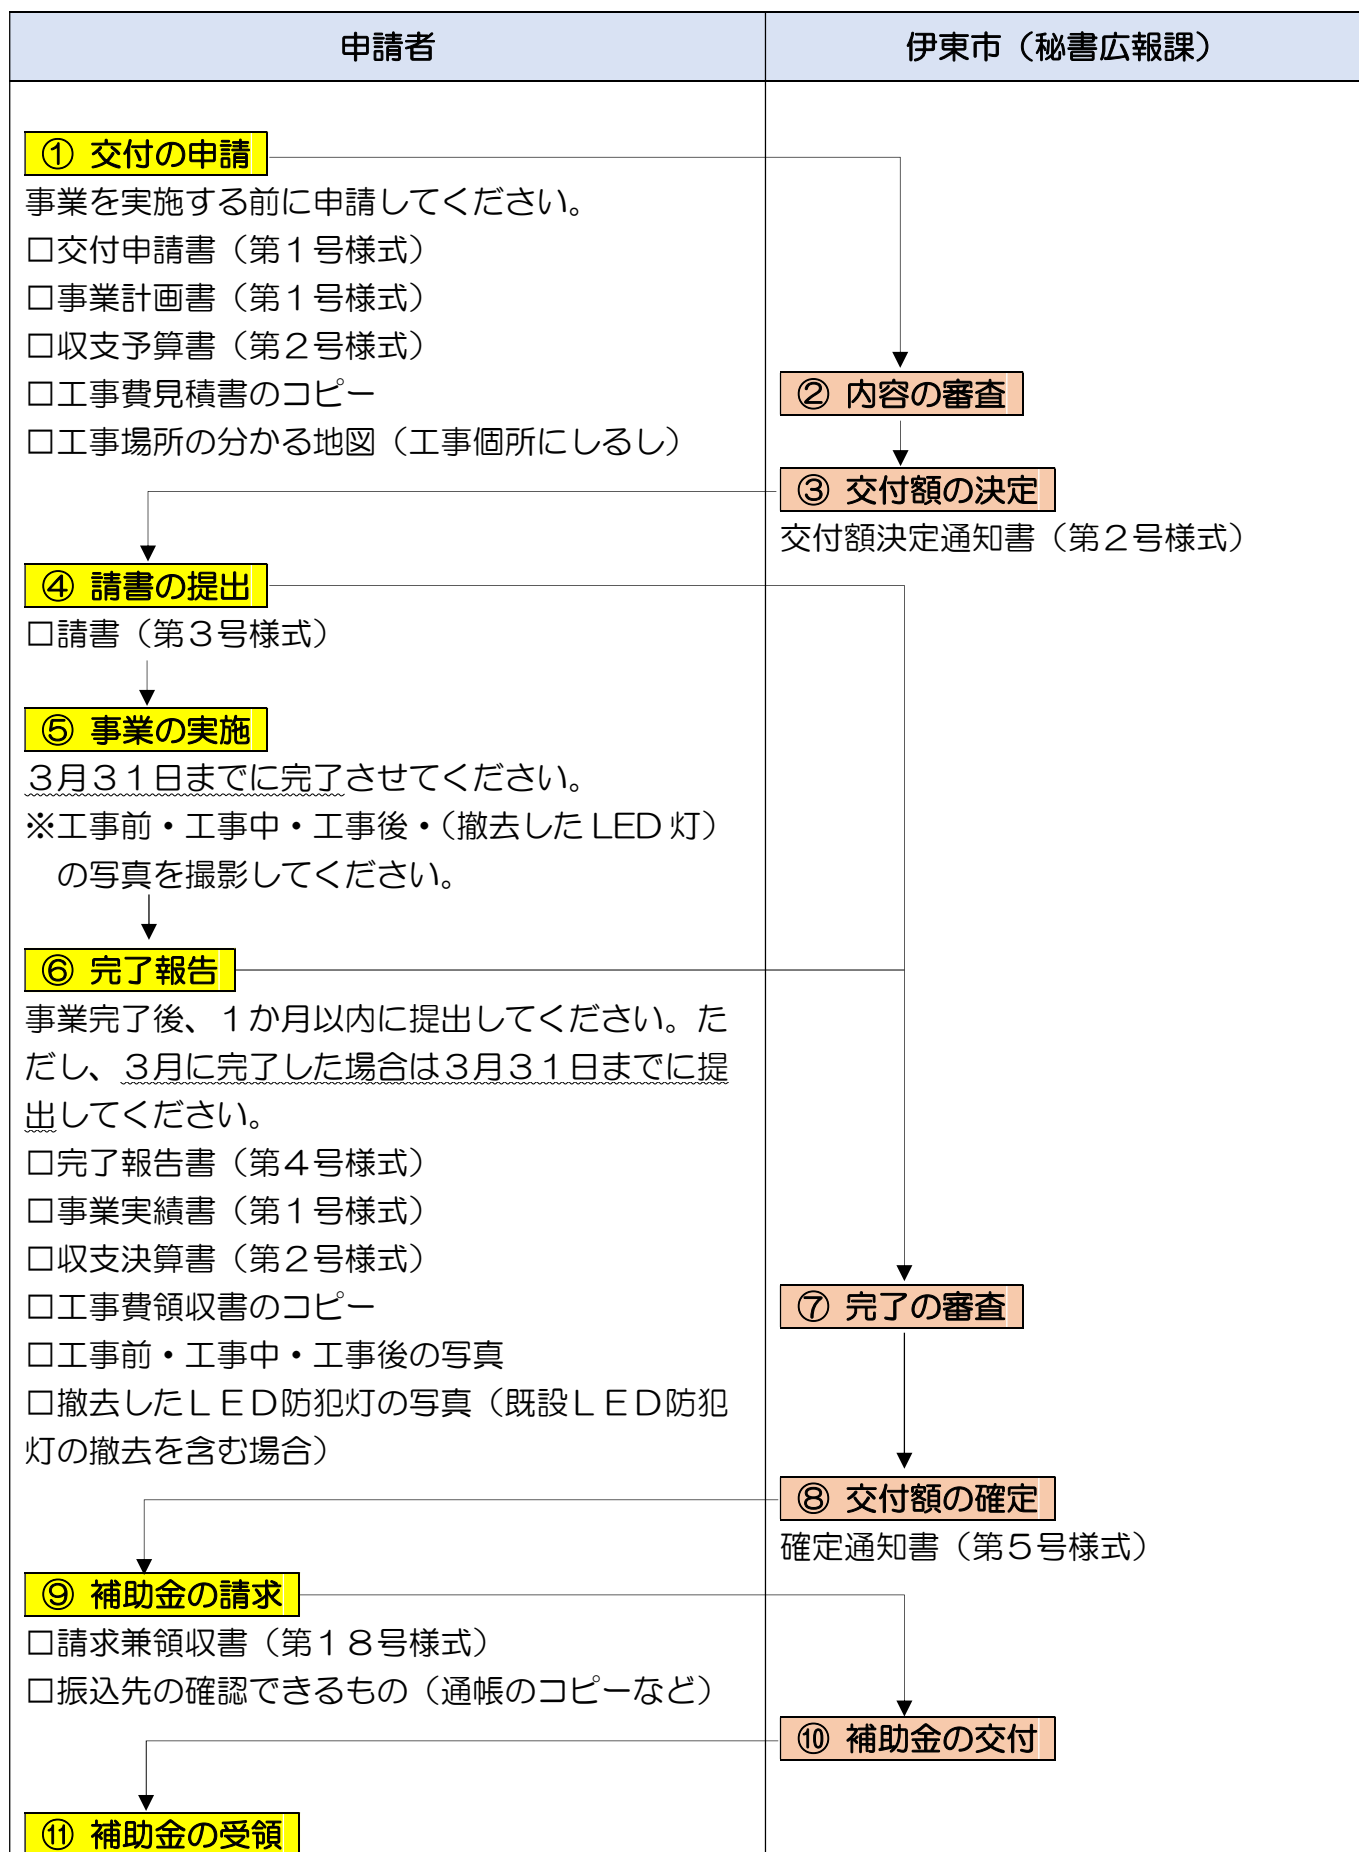 申請者
伊東市（秘書広報課）
① 交付の申請
事業を実施する前に申請してください。
□交付申請書（第１号様式）
□事業計画書（第１号様式）
□収支予算書（第２号様式）
□工事費見積書のコピー
□工事場所の分かる地図（工事個所にしるし）
② 内容の審査
③ 交付額の決定
交付額決定通知書（第２号様式）
④ 請書の提出
□請書（第３号様式）
⑤ 事業の実施
３月３１日までに完了させてください。
※工事前・工事中・工事後・（撤去した LED 灯）
の写真を撮影してください。
⑥ 完了報告
事業完了後、１か月以内に提出してください。た
だし、３月に完了した場合は３月３１日までに提
出してください。
□完了報告書（第４号様式）
□事業実績書（第１号様式）
□収支決算書（第２号様式）
□工事費領収書のコピー
□工事前・工事中・工事後の写真
□撤去したＬＥＤ防犯灯の写真（既設ＬＥＤ防犯
灯の撤去を含む場合）
⑦ 完了の審査
⑧ 交付額の確定
確定通知書（第５号様式）
⑨ 補助金の請求
□請求兼領収書（第１８号様式）
□振込先の確認できるもの（通帳のコピーなど）
⑩ 補助金の交付
⑪ 補助金の受領